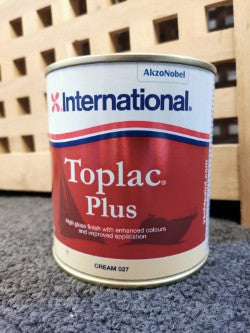 AkzoNobel
International®
Toplac®
Plus
High gloss finish with enhanced colours
and improved application
CREAM 027